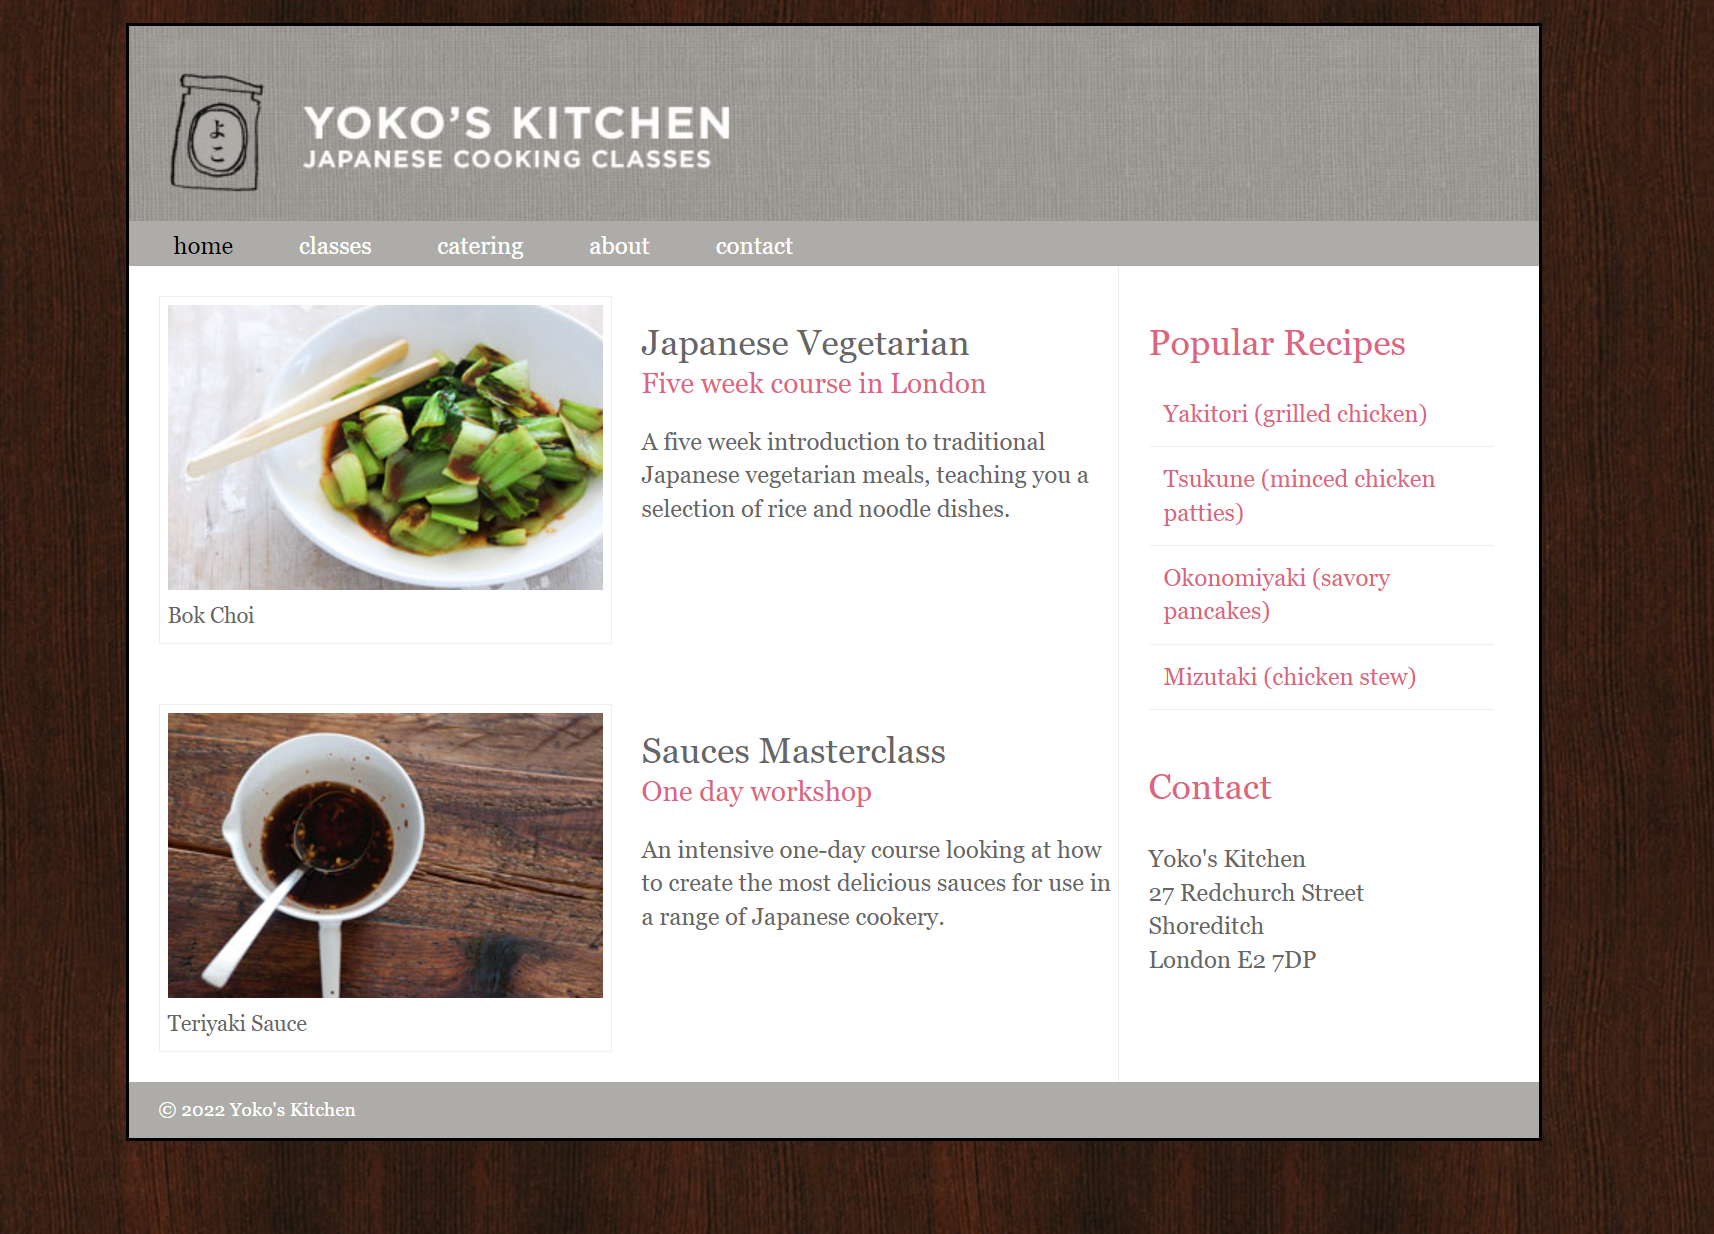 よこ
YOKO'S KITCHEN
JAPANESE COOKING CLASSES
home classes catering about contact
Japanese Vegetarian
Five week course in London
A five week introduction to traditional
Japanese vegetarian meals, teaching you a
selection of rice and noodle dishes.
Bok Choi
Sauces Masterclass
One day workshop
An intensive one-day course looking at how
to create the most delicious sauces for use in
a range of Japanese cookery.
Teriyaki Sauce
Popular Recipes
Yakitori (grilled chicken)
Tsukune (minced chicken
patties)
Okonomiyaki (savory
pancakes)
Mizutaki (chicken stew)
Contact
Yoko's Kitchen
27 Redchurch Street
Shoreditch
London E2 7DP
© 2022 Yoko's Kitchen